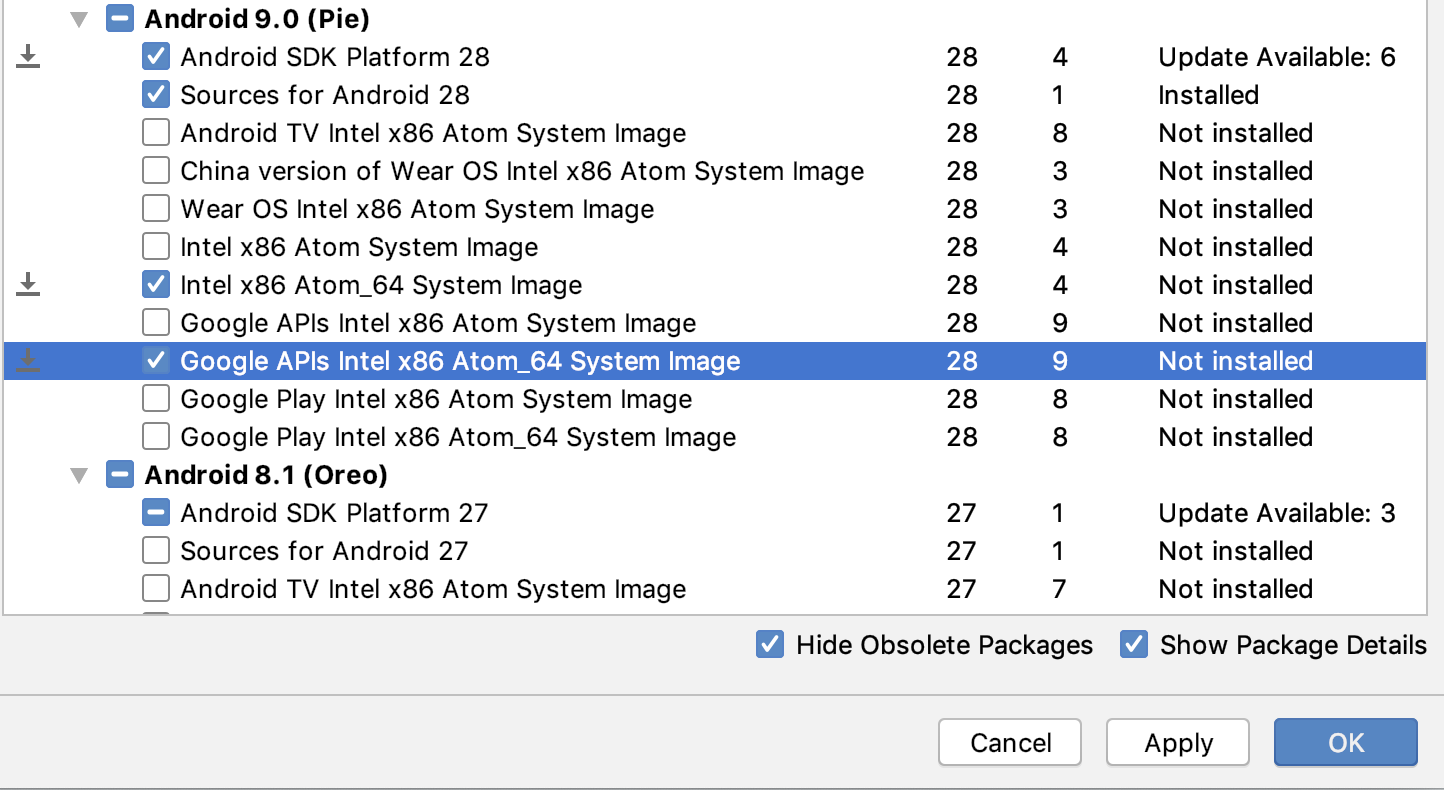 Android 9.0 (Pie)
Android SDK Platform 28 28 4 Update Available: 6
Sources for Android 28 28 1 Installed
Android TV Intel x86 Atom System Image 28 8 Not installed
China version of Wear OS Intel x86 Atom System Image 28 3 Not installed
Wear OS Intel x86 Atom System Image 28 3 Not installed
Intel x86 Atom System Image 28 4 Not installed
Intel x86 Atom_64 System Image 28 4 Not installed
Google APIs Intel x86 Atom System Image 28 9 Not installed
Google APIs Intel x86 Atom_64 System Image 28 9 Not installed
Google Play Intel x86 Atom System Image 28 8 Not installed
Google Play Intel x86 Atom_64 System Image 28 8 Not installed
Android 8.1 (Oreo)
Android SDK Platform 27 27 1 Update Available: 3
Sources for Android 27 27 1 Not installed
Android TV Intel x86 Atom System Image 27 7 Not installed
Hide Obsolete Packages Show Package Details
Cancel Apply OK